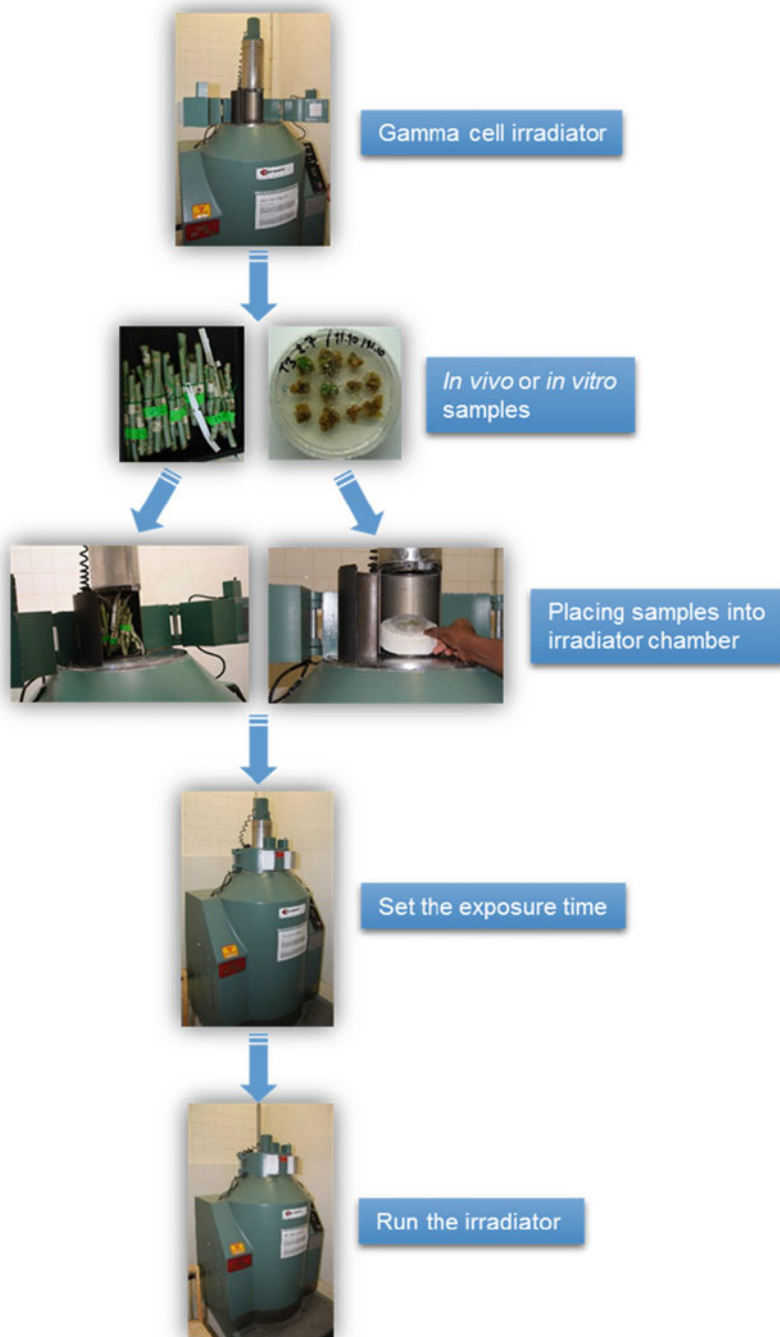 Gamma cell irradiator
In vivo or in vitro
samples
Placing samples into
irradiator chamber
Set the exposure time
Run the irradiator